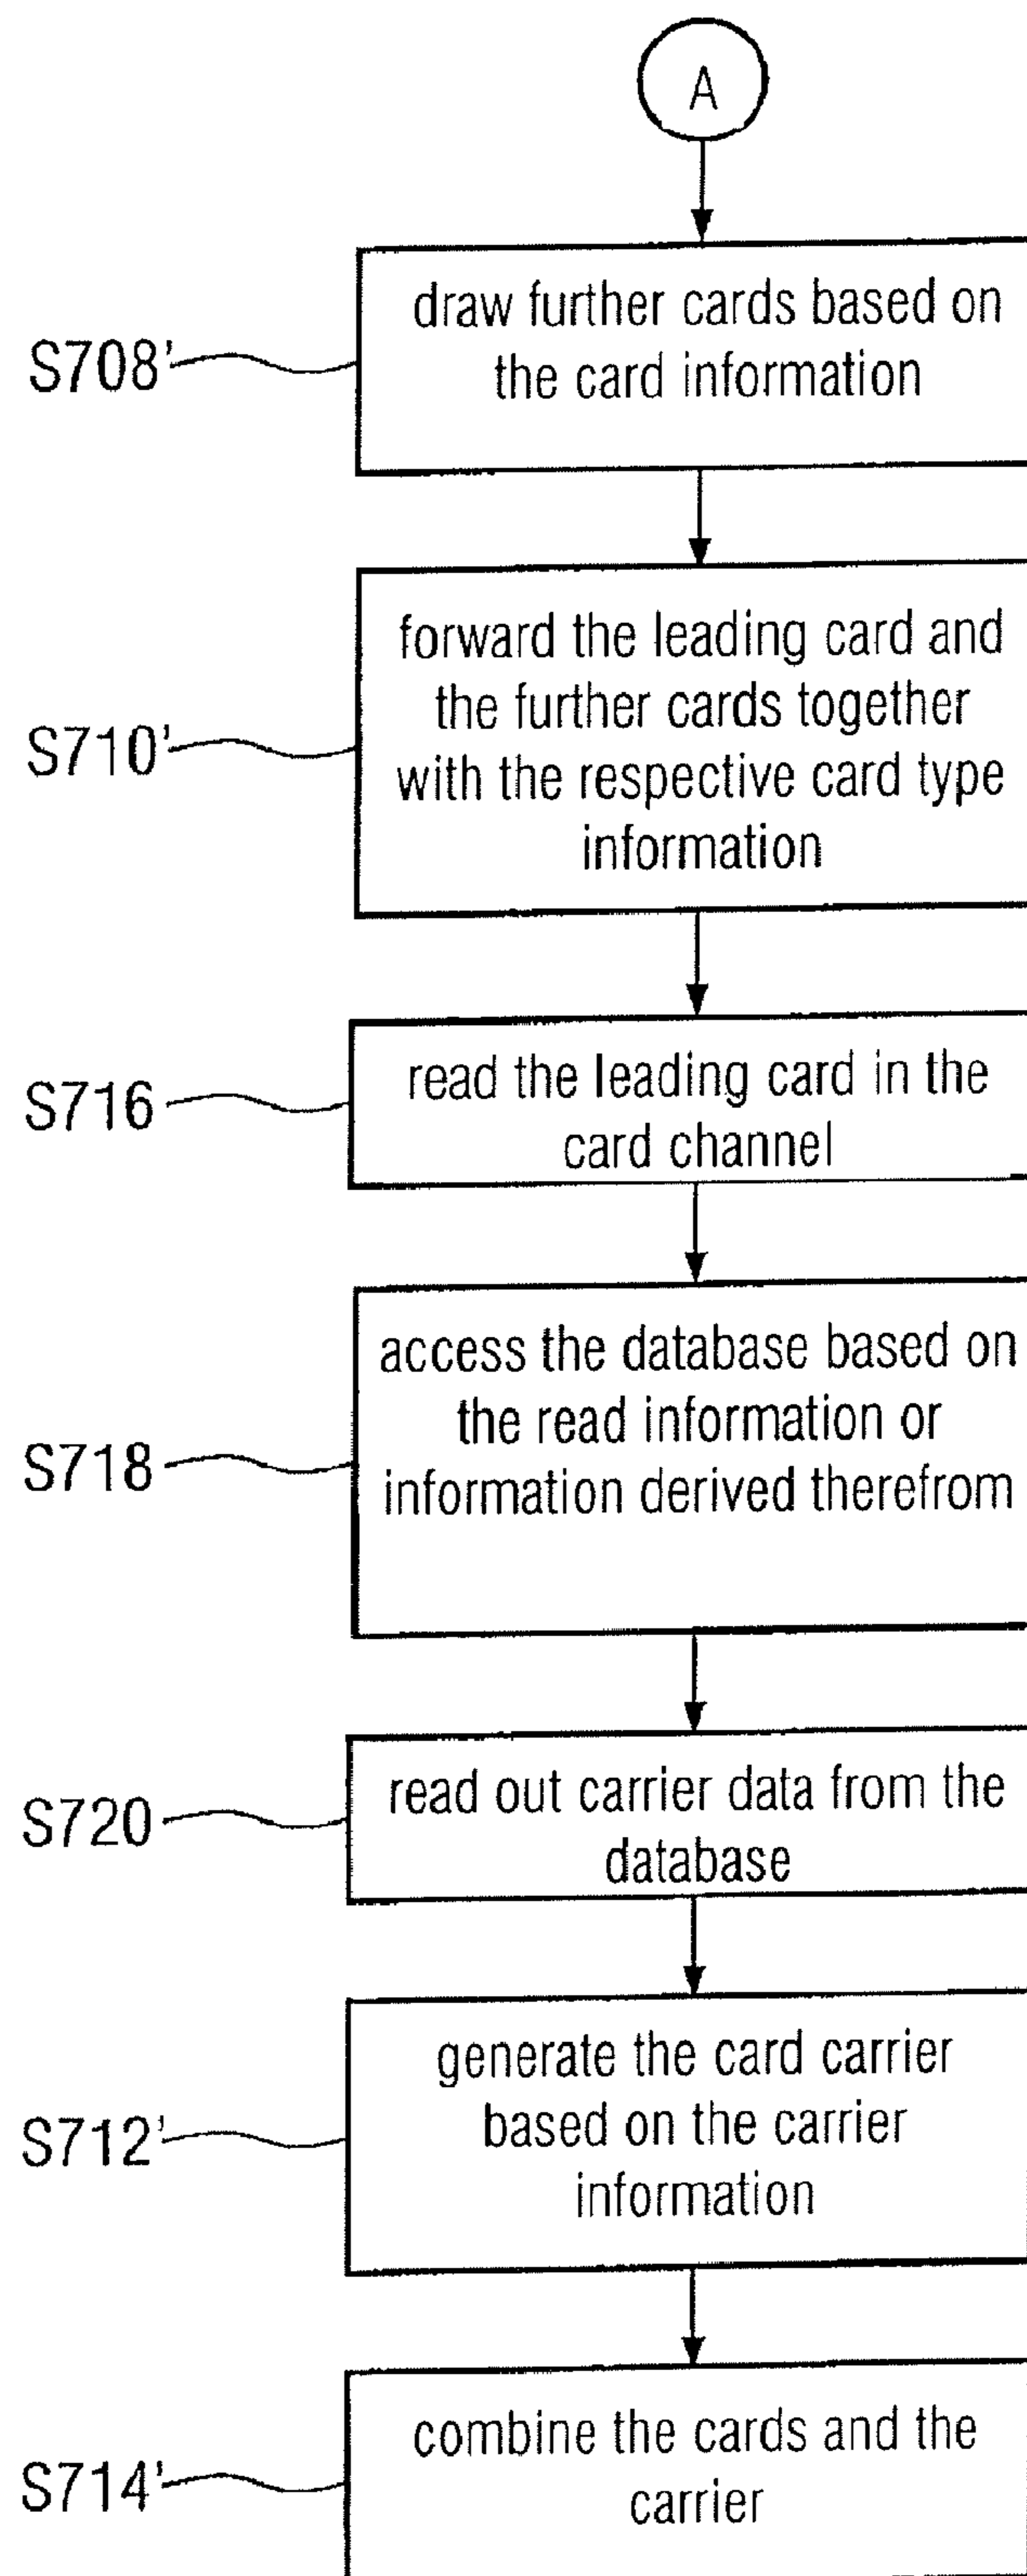 A
draw further cards based on
the card information
S708'
forward the leading card and
the further cards together
with the respective card type
information
S710'
read the leading card in the
card channel
S716
access the database based on
the read information or
information derived therefrom
S718
read out carrier data from the
database
S720
generate the card carrier
based on the carrier
information
S712'
combine the cards and the
carrier
S714'